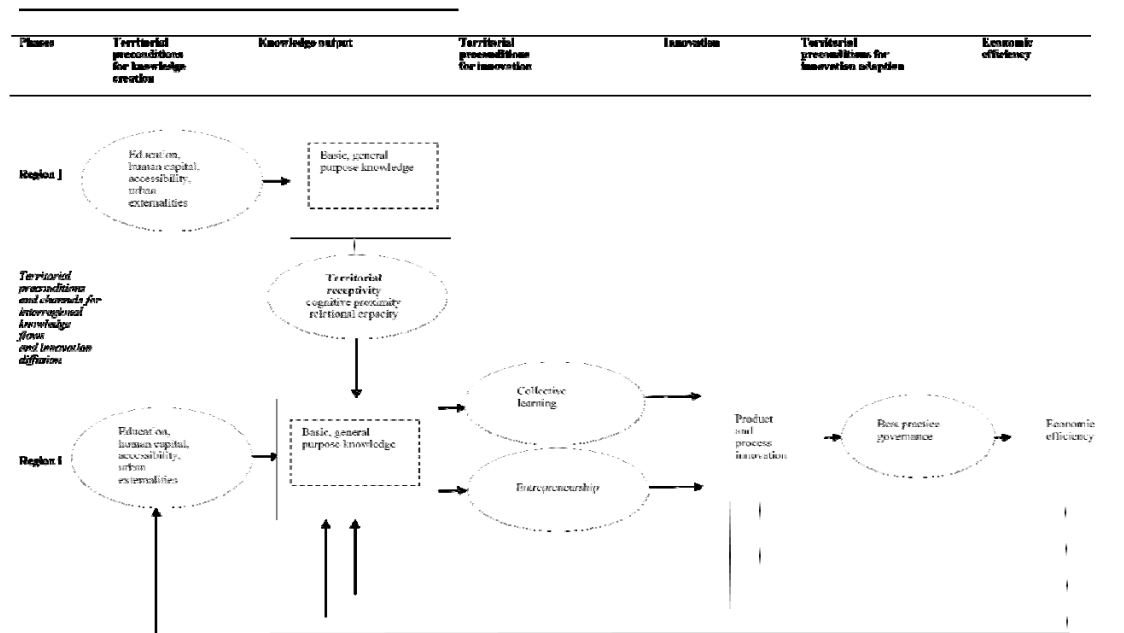 Phases
Territorial
preconditions
for knowledge
creation
Knowledge output
Territorial
preconditions
for innovation
Innovation
Territorial
preconditions for
innovation adaption
Economic
efficiency
Region j
Education,
human capital,
accessibility,
urban
externalities
Basic, general
purpose knowledge
Territorial
preconditions
and channels for
interregional
knowledge
flows
and innovation
diffusion
Territorial
receptivity
cognitive proximity
relational capacity
Collective
learning
Region i
Education,
human capital,
accessibility,
urban
externalities
Basic, general
purpose knowledge
Entrepreneurship
Product
and
process
innovation
Best practice
governance
Economic
efficiency